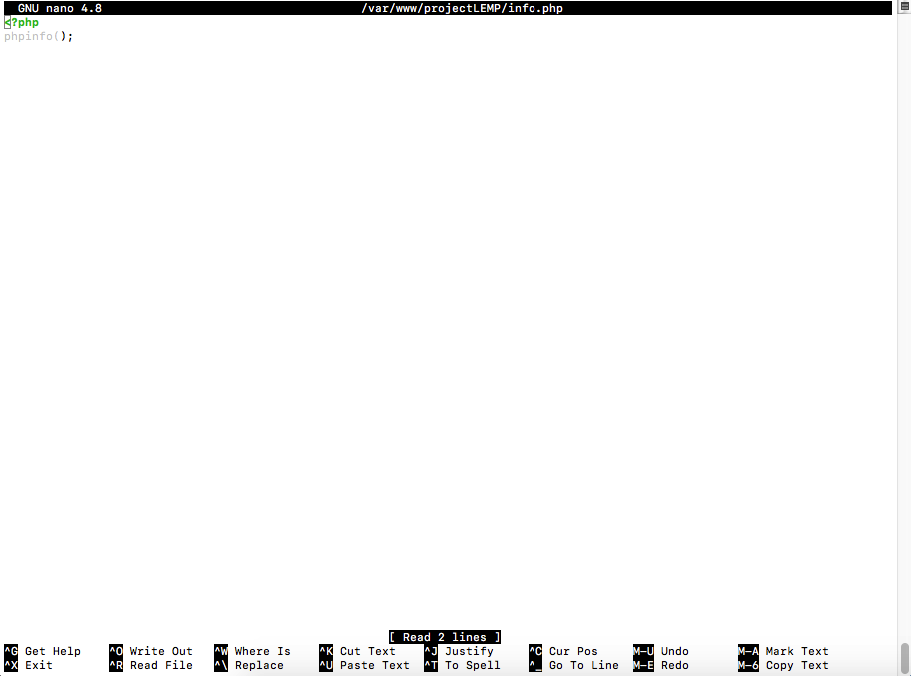 GNU nano 4.8 /var/www/projectLEMP/infc.php
<?php
phpinfo();
[ Read 2 lines ]
^G Get Help ^O Write Out ^W Where Is ^K Cut Text ^J Justify ^C Cur Pos M-U Undo M-A Mark Text
^X Exit ^R Read File ^\ Replace ^U Paste Text ^T To Spell ^_ Go To Line M-E Redo M-6 Copy Text